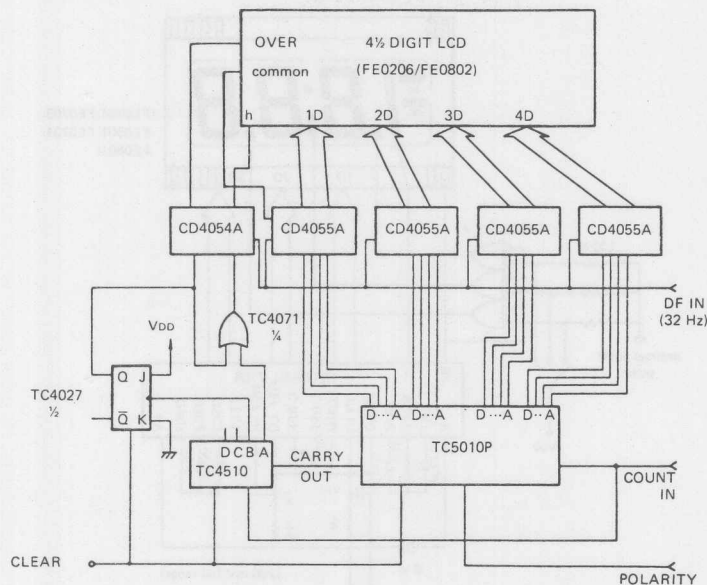 OVER
4½ DIGIT LCD
(FE0206/FE0802)
common
h
1D
2D
3D
4D
CD4054A
CD4055A
CD4055A
CD4055A
CD4055A
DF IN
(32 Hz)
TC4071
¼
VDD
Q J
TC4027
½
Q̅ K
D···A
D···A
D···A
D··A
TC5010P
D C B A
TC4510
CARRY
OUT
COUNT
IN
CLEAR
POLARITY